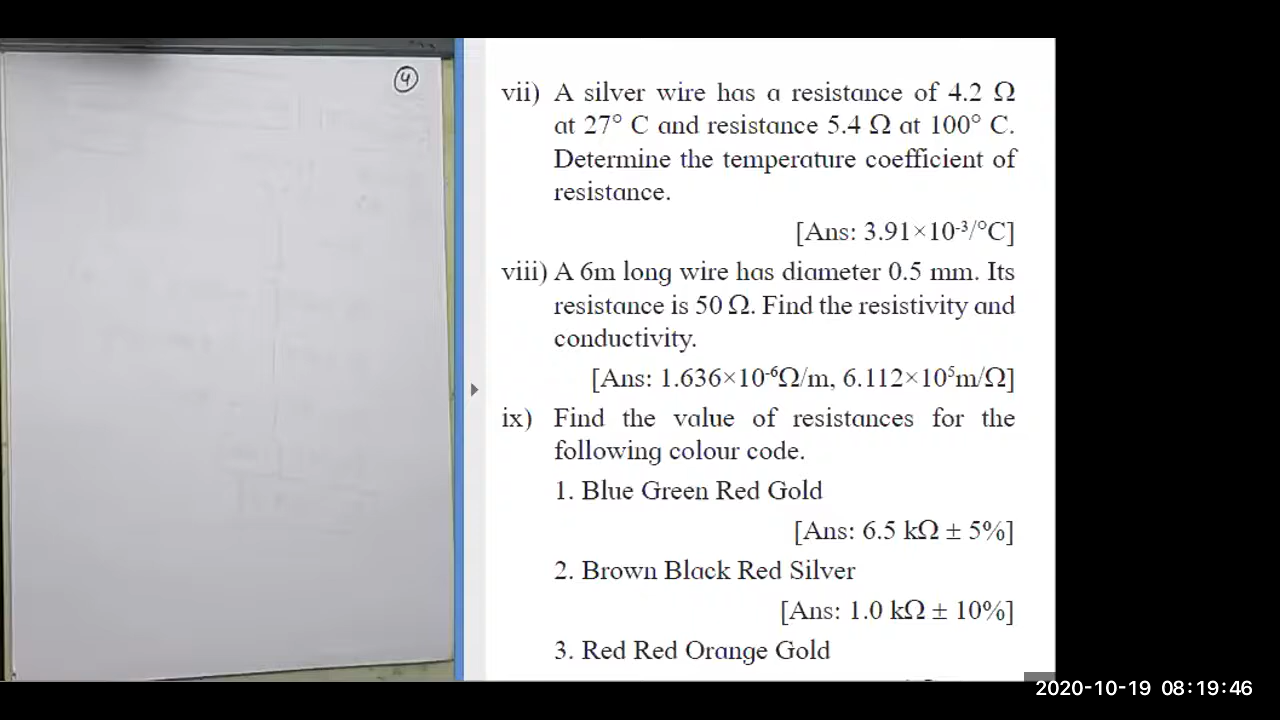 4
vii) A silver wire has a resistance of 4.2 Ω
at 27° C and resistance 5.4 Ω at 100° C.
Determine the temperature coefficient of
resistance.
[Ans: 3.91×10⁻³/°C]
viii) A 6m long wire has diameter 0.5 mm. Its
resistance is 50 Ω. Find the resistivity and
conductivity.
[Ans: 1.636×10⁻⁶Ω/m, 6.112×10⁵m/Ω]
ix) Find the value of resistances for the
following colour code.
1. Blue Green Red Gold
[Ans: 6.5 kΩ ± 5%]
2. Brown Black Red Silver
[Ans: 1.0 kΩ ± 10%]
3. Red Red Orange Gold
2020-10-19 08:19:46